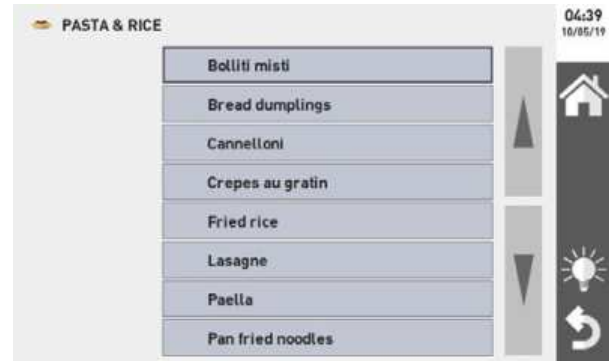 PASTA & RICE
04:39
10/05/19
Bolliti misti
Bread dumplings
Cannelloni
Crepes au gratin
Fried rice
Lasagne
Paella
Pan fried noodles